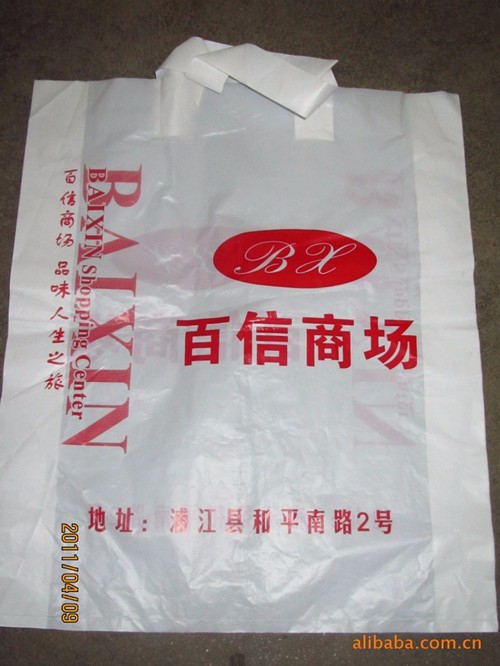 百信商场 品味人生之旅
BAIXIN
BAIXIN Shopping Center
BX
百信商场
地址：浦江县和平南路2号
2011/04/09
alibaba.com.cn